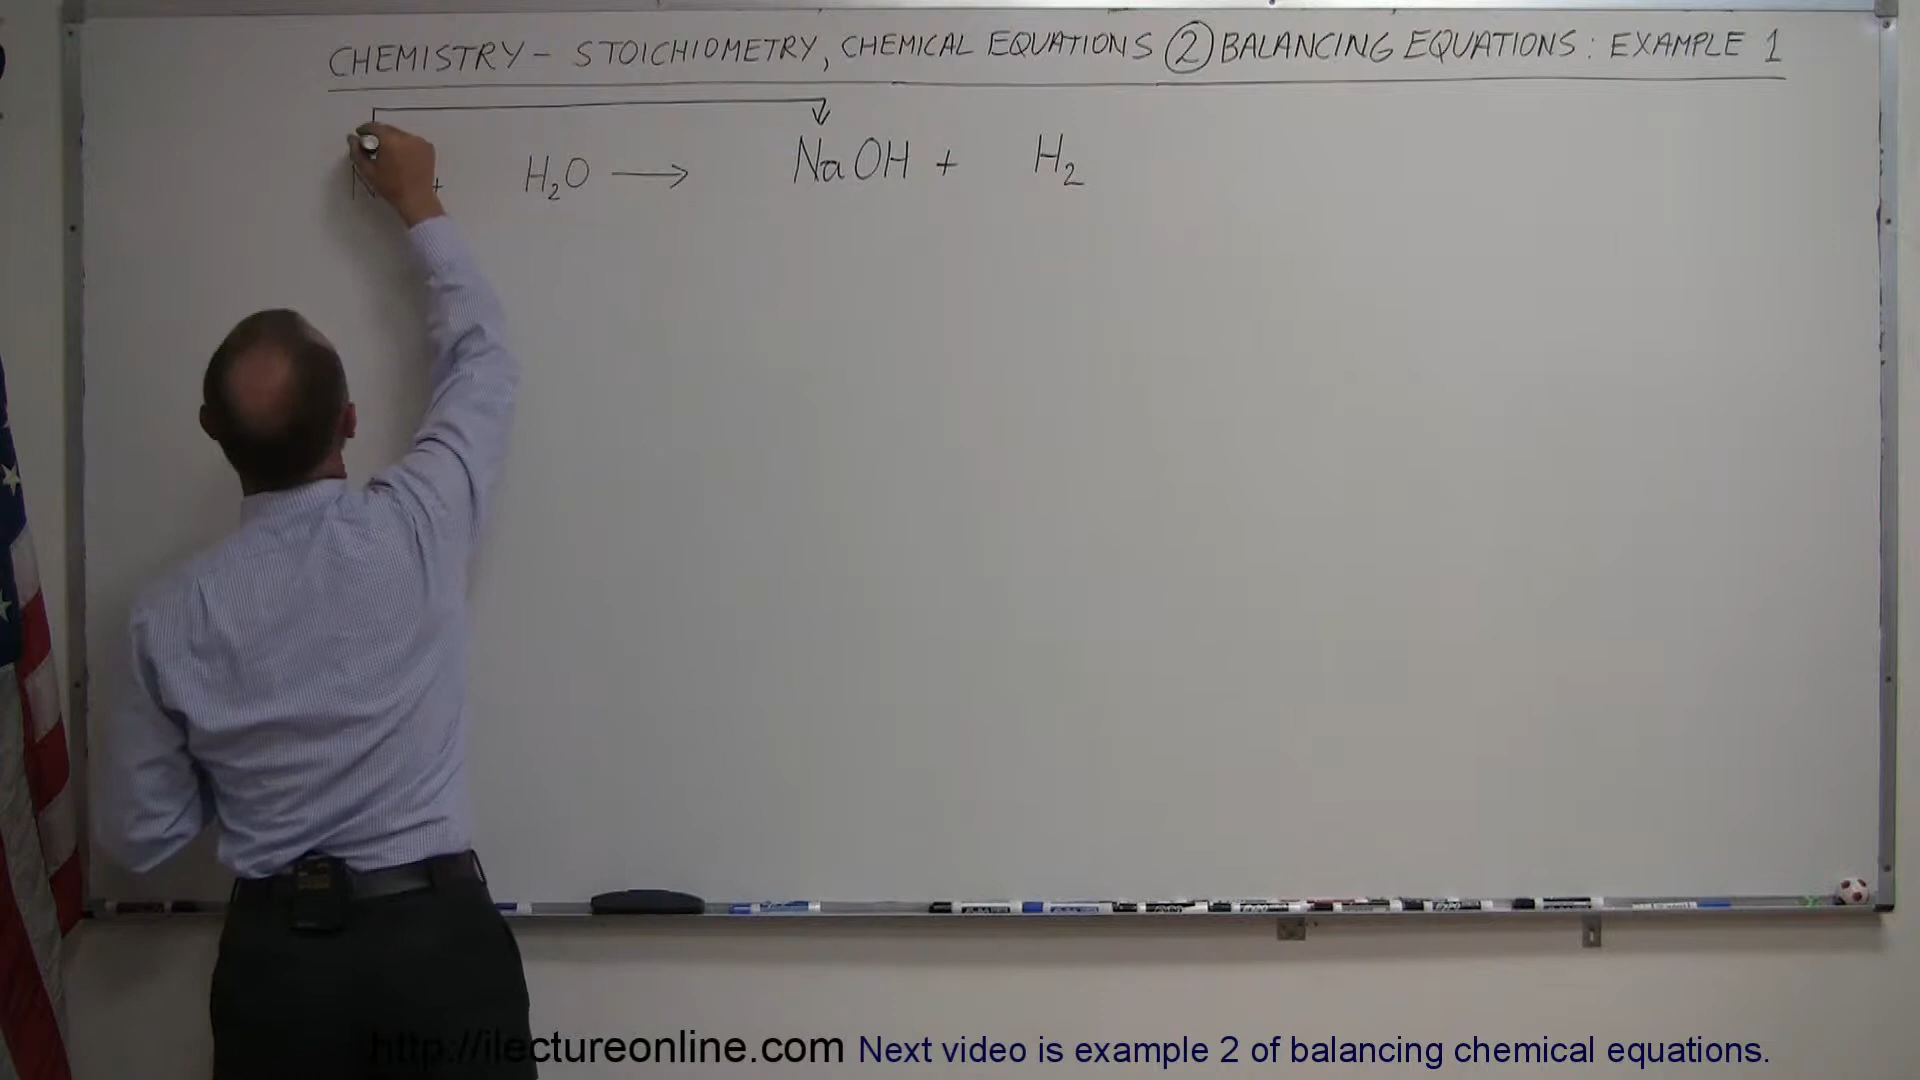 CHEMISTRY – STOICHIOMETRY, CHEMICAL EQUATIONS ② BALANCING EQUATIONS: EXAMPLE 1
+ H₂O → NaOH + H₂
http://ilectureonline.com Next video is example 2 of balancing chemical equations.